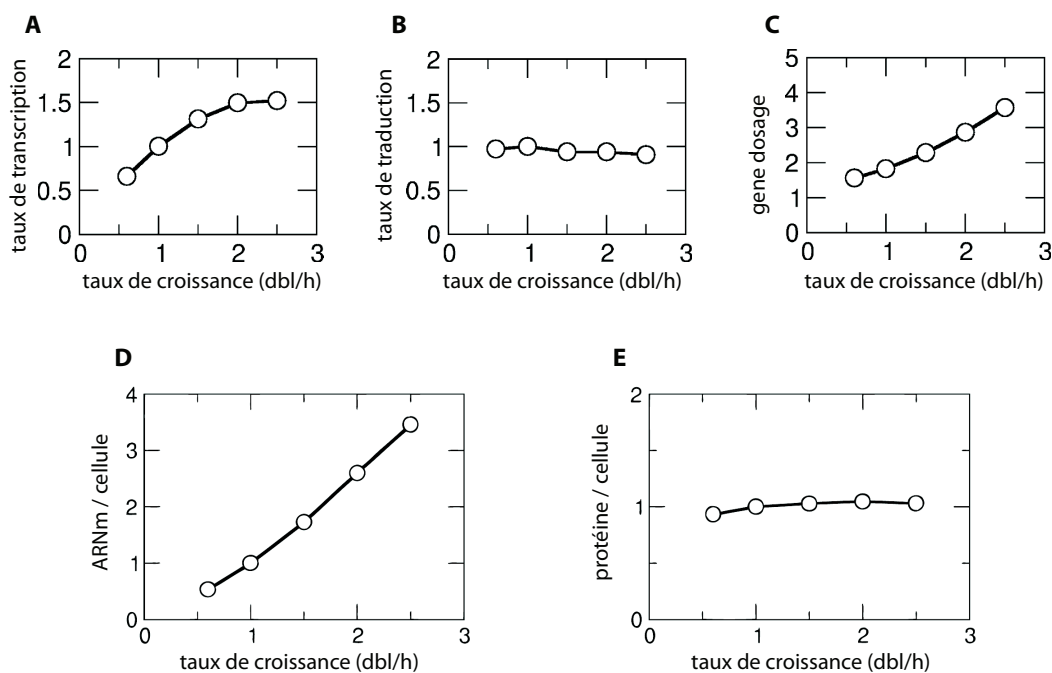 A
taux de transcription
2
1.5
1
0.5
0
0 1 2 3
taux de croissance (dbl/h)
B
taux de traduction
2
1.5
1
0.5
0
0 1 2 3
taux de croissance (dbl/h)
C
gene dosage
5
4
3
2
1
0
0 1 2 3
taux de croissance (dbl/h)
D
ARNm / cellule
4
3
2
1
0
0 1 2 3
taux de croissance (dbl/h)
E
protéine / cellule
2
1
0
0 1 2 3
taux de croissance (dbl/h)